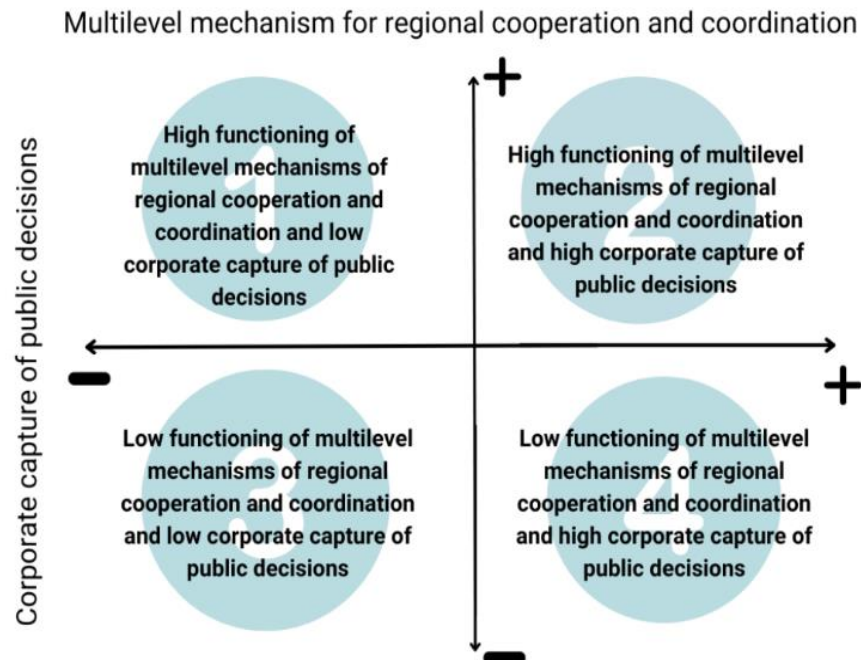 Multilevel mechanism for regional cooperation and coordination
Corporate capture of public decisions
+
1
High functioning of
multilevel mechanisms of
regional cooperation and
coordination and low
corporate capture of public
decisions
2
High functioning of multilevel
mechanisms of regional
cooperation and coordination
and high corporate capture of
public decisions
-
+
3
Low functioning of multilevel
mechanisms of regional
cooperation and coordination
and low corporate capture of
public decisions
4
Low functioning of multilevel
mechanisms of regional
cooperation and coordination
and high corporate capture of
public decisions
-